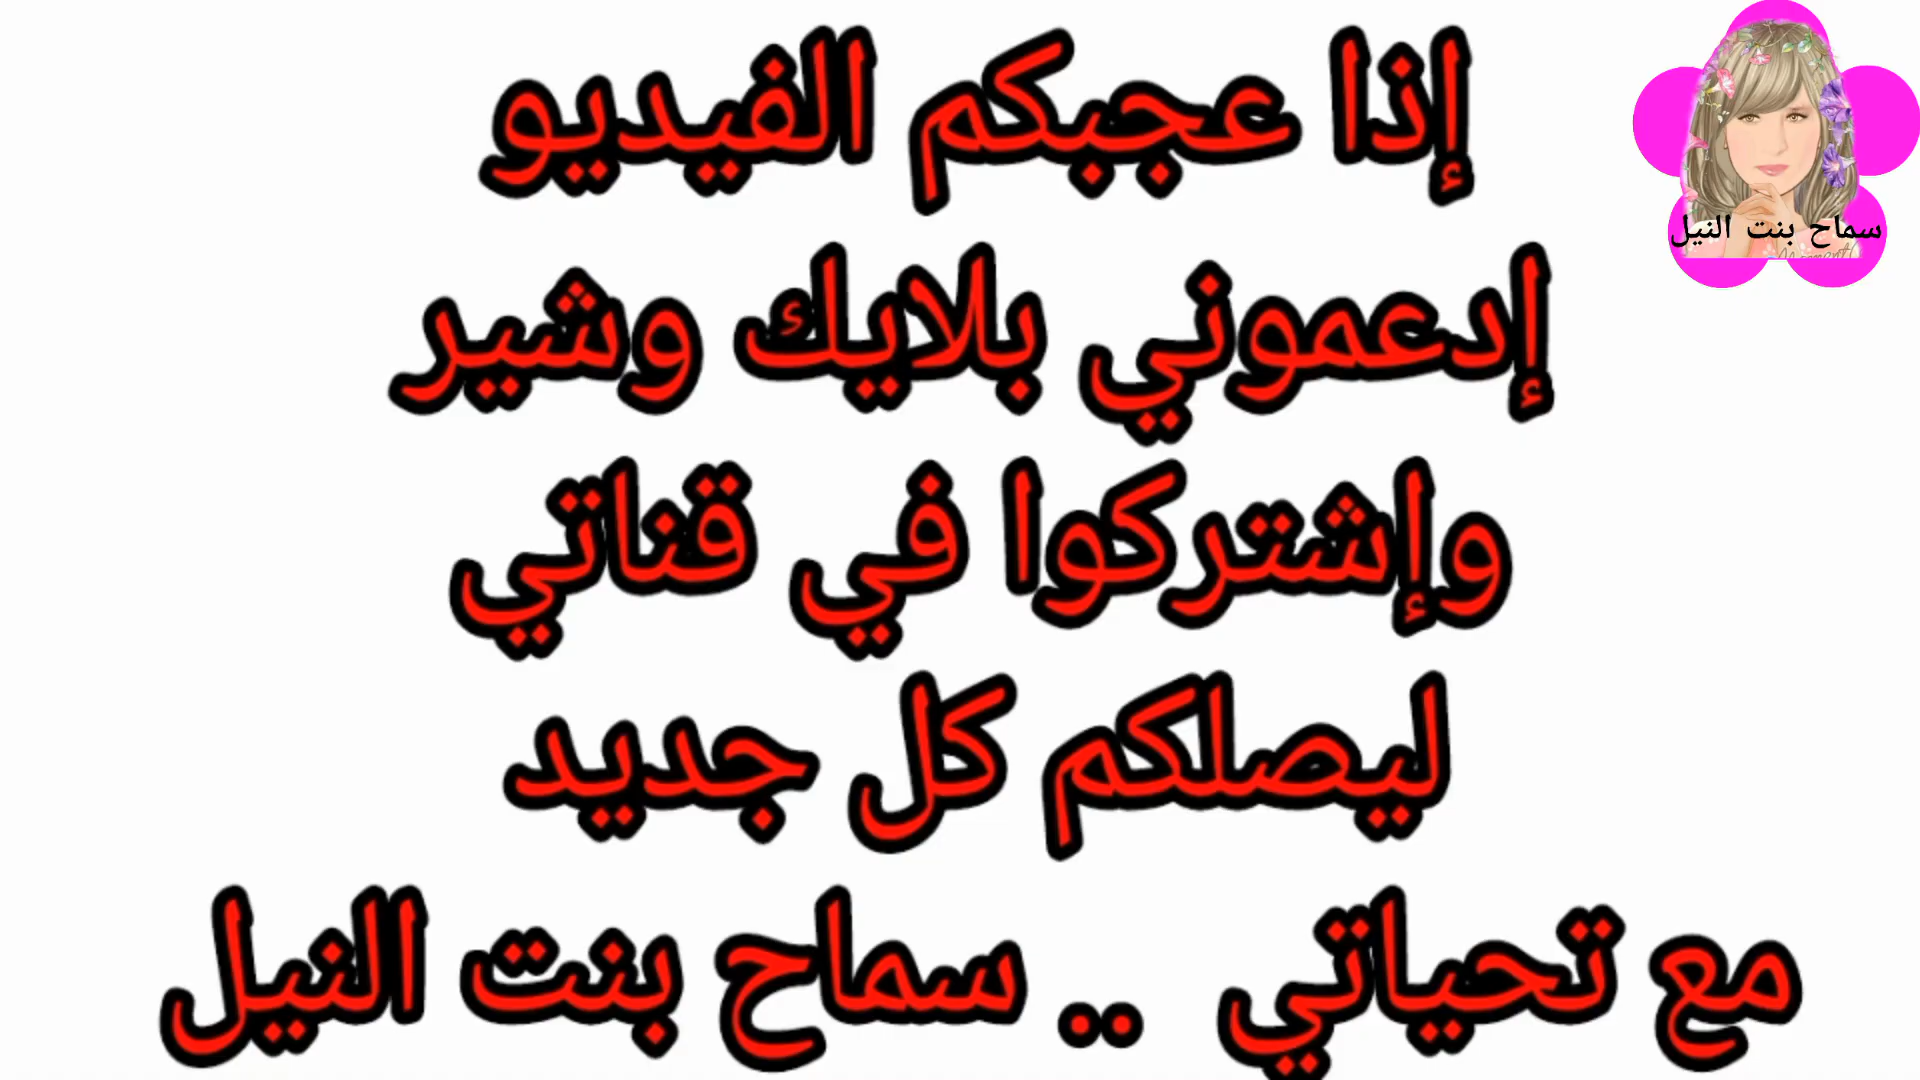 إذا عجبكم الفيديو
إدعموني بلايك وشير
وإشتركوا في قناتي
ليصلكم كل جديد
مع تحياتي .. سماح بنت النيل
سماح بنت النيل